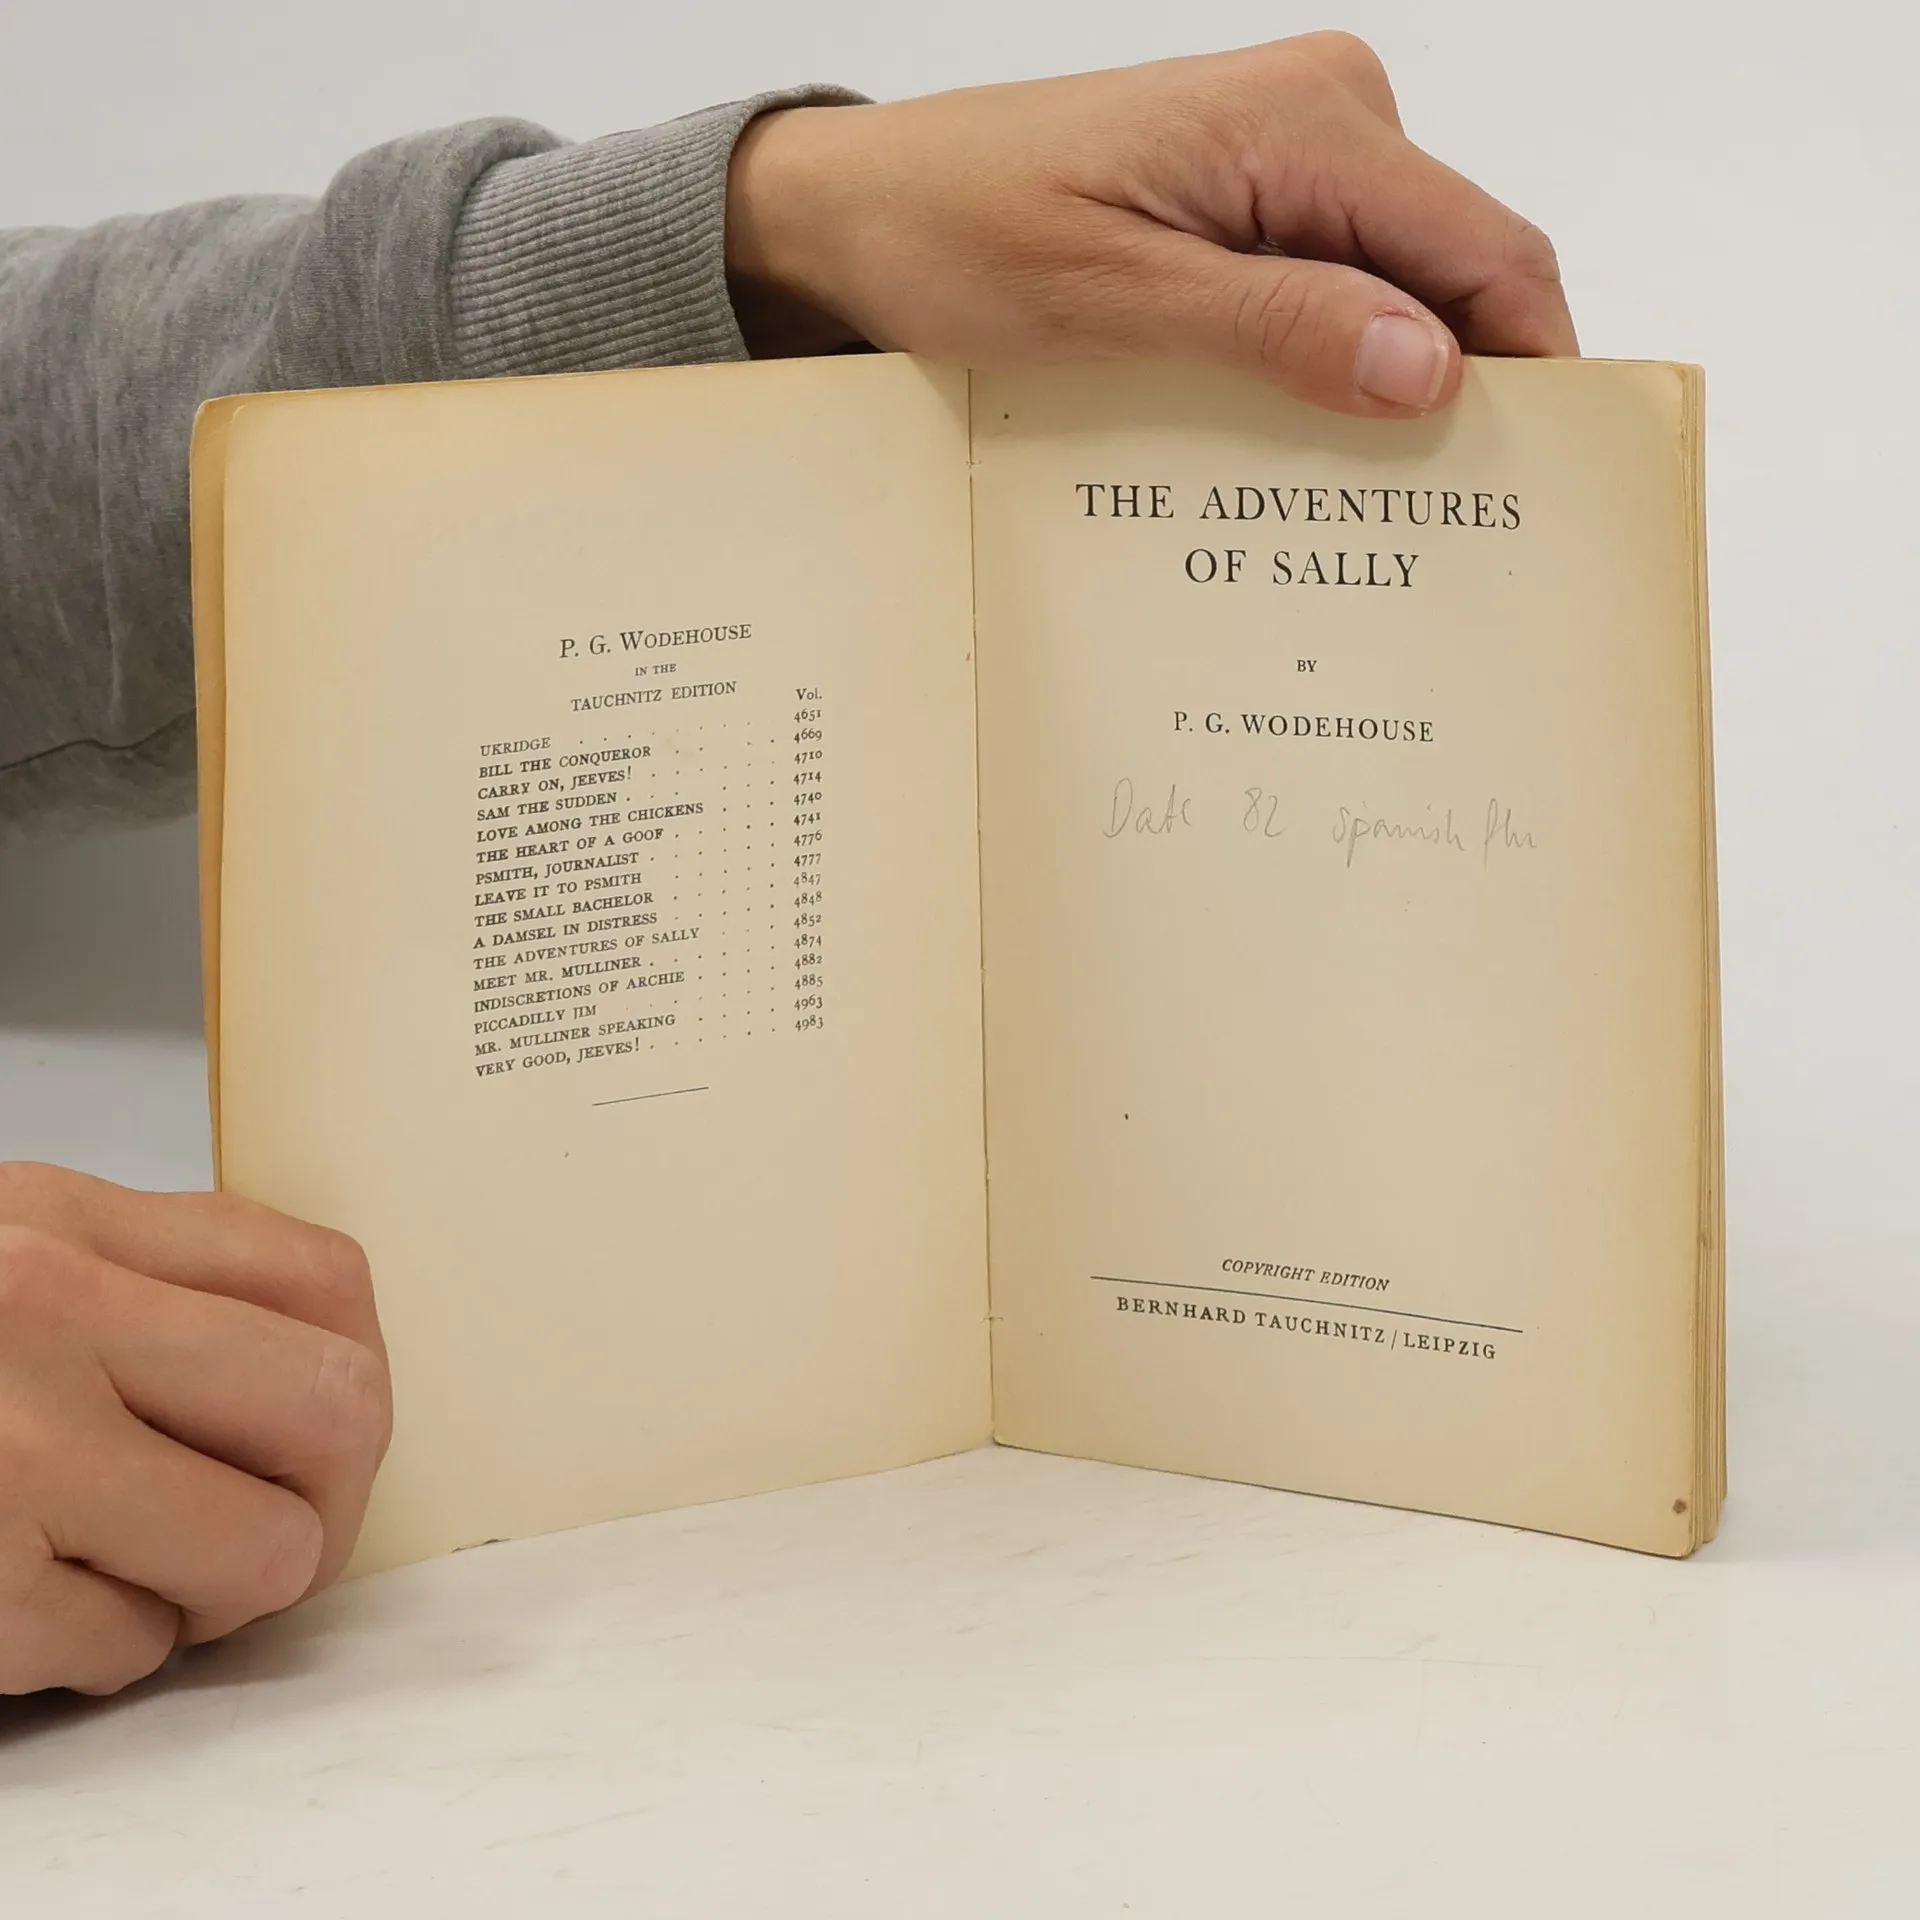 P. G. WODEHOUSE
IN THE
TAUCHNITZ EDITION
Vol.
UKRIDGE . . . . . . . . 4651
BILL THE CONQUEROR . . . . 4669
CARRY ON, JEEVES! . . . . . . 4710
SAM THE SUDDEN . . . . . . 4714
LOVE AMONG THE CHICKENS . . . 4740
THE HEART OF A GOOF . . . . . 4741
PSMITH, JOURNALIST . . . . . . 4776
LEAVE IT TO PSMITH . . . . . 4777
THE SMALL BACHELOR . . . . . 4847
A DAMSEL IN DISTRESS . . . . . 4848
THE ADVENTURES OF SALLY . . . 4852
MEET MR. MULLINER . . . . . . 4874
INDISCRETIONS OF ARCHIE . . . . 4882
PICCADILLY JIM . . . . . . 4885
MR. MULLINER SPEAKING . . . . 4963
VERY GOOD, JEEVES! . . . . . . 4983
THE ADVENTURES
OF SALLY
BY
P. G. WODEHOUSE
Date 82 Spanish
COPYRIGHT EDITION
BERNHARD TAUCHNITZ / LEIPZIG